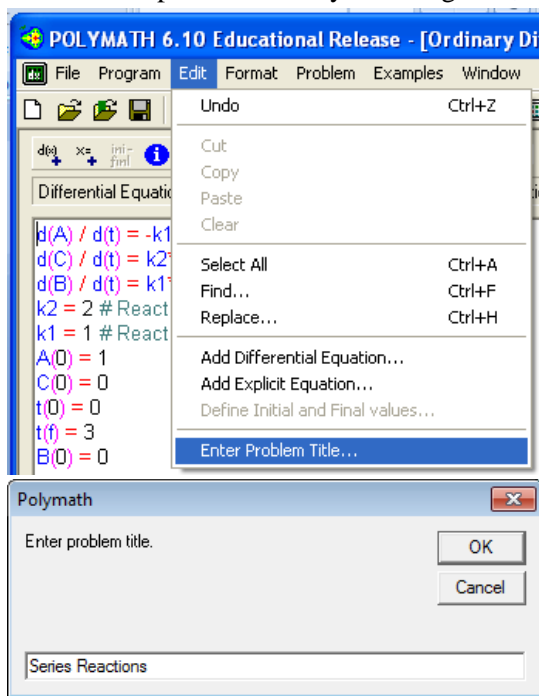 POLYMATH 6.10 Educational Release - [Ordinary Di
File Program Edit Format Problem Examples Window
d(x) x= ini- finl
Differential Equatio
Undo Ctrl+Z
Cut
Copy
Paste
Clear
Select All Ctrl+A
Find... Ctrl+F
Replace... Ctrl+H
Add Differential Equation...
Add Explicit Equation...
Define Initial and Final values...
Enter Problem Title...
d(A) / d(t) = -k1
d(C) / d(t) = k2*
d(B) / d(t) = k1*
k2 = 2 # React
k1 = 1 # React
A(0) = 1
C(0) = 0
t(0) = 0
t(f) = 3
B(0) = 0
Polymath
Enter problem title.
OK
Cancel
Series Reactions